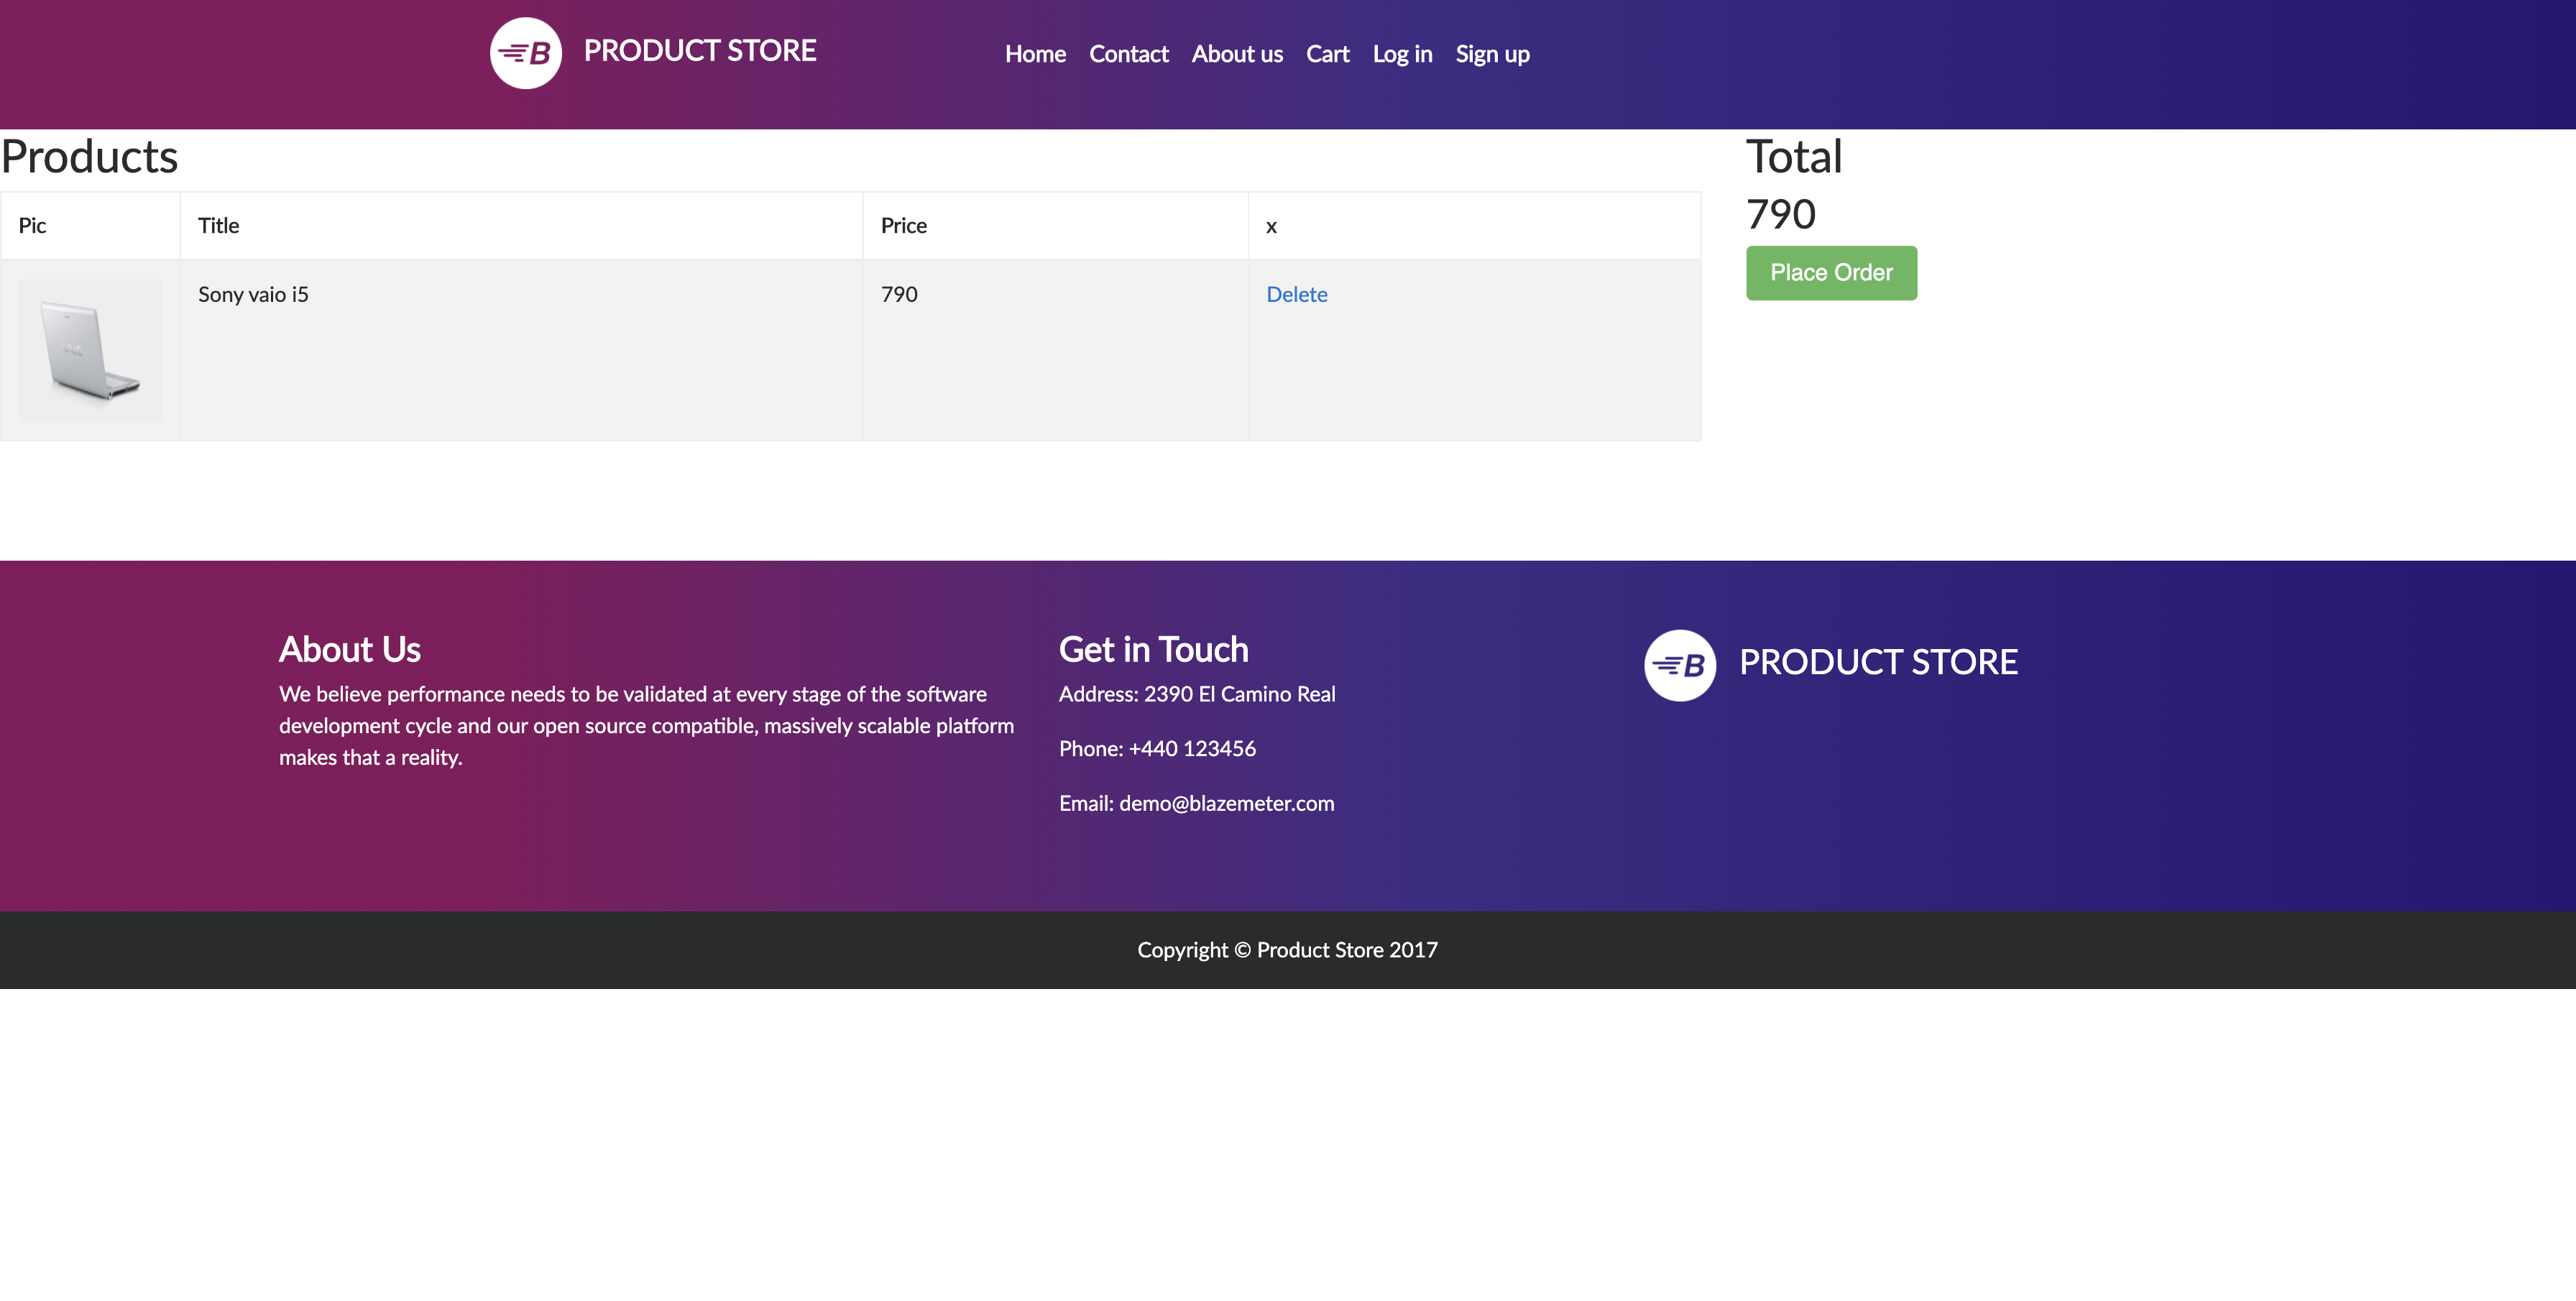 B PRODUCT STORE
Home Contact About us Cart Log in Sign up
Products
Pic Title Price x
Sony vaio i5 790 Delete
VAIO
Total
790
Place Order
About Us
We believe performance needs to be validated at every stage of the software
development cycle and our open source compatible, massively scalable platform
makes that a reality.
Get in Touch
Address: 2390 El Camino Real
Phone: +440 123456
Email: demo@blazemeter.com
B PRODUCT STORE
Copyright © Product Store 2017